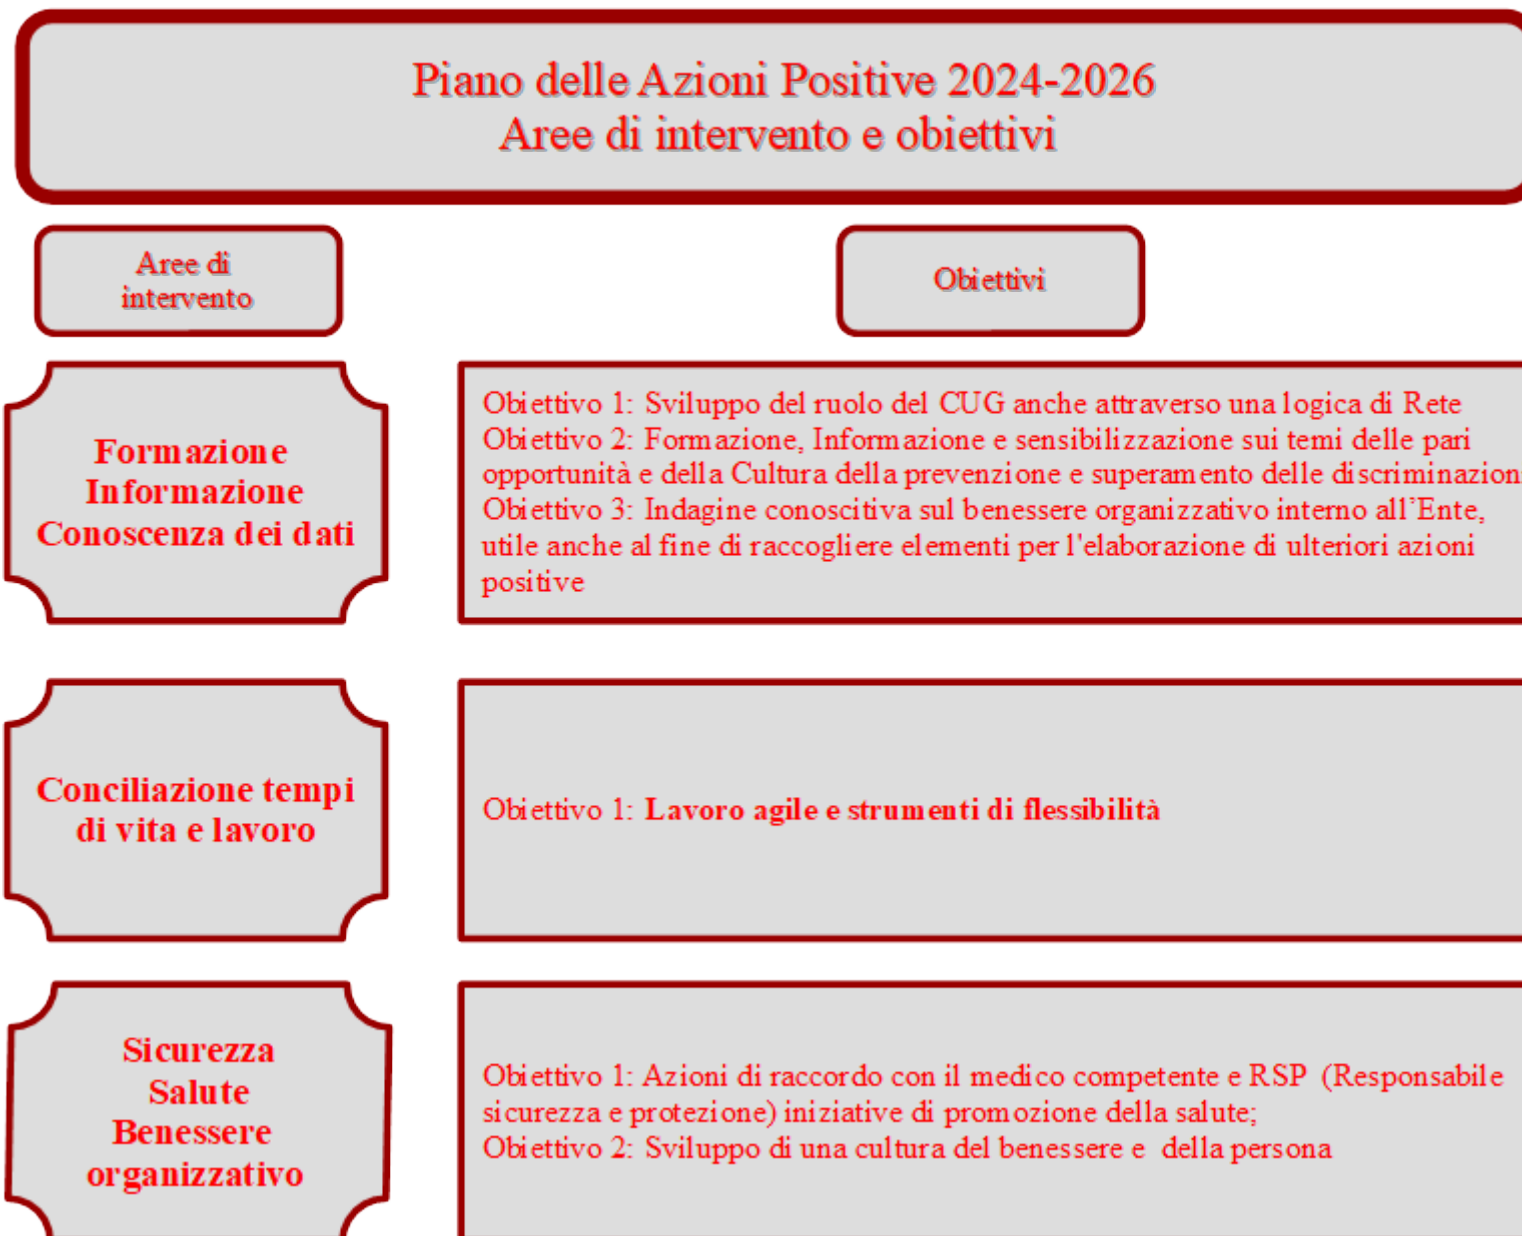 Piano delle Azioni Positive 2024-2026
Aree di intervento e obiettivi
Aree di
intervento
Obiettivi
Formazione
Informazione
Conoscenza dei dati
Obiettivo 1: Sviluppo del ruolo del CUG anche attraverso una logica di Rete
Obiettivo 2: Formazione, Informazione e sensibilizzazione sui temi delle pari
opportunità e della Cultura della prevenzione e superamento delle discriminazion
Obiettivo 3: Indagine conoscitiva sul benessere organizzativo interno all’Ente,
utile anche al fine di raccogliere elementi per l'elaborazione di ulteriori azioni
positive
Conciliazione tempi
di vita e lavoro
Obiettivo 1: Lavoro agile e strumenti di flessibilità
Sicurezza
Salute
Benessere
organizzativo
Obiettivo 1: Azioni di raccordo con il medico competente e RSP (Responsabile
sicurezza e protezione) iniziative di promozione della salute;
Obiettivo 2: Sviluppo di una cultura del benessere e della persona